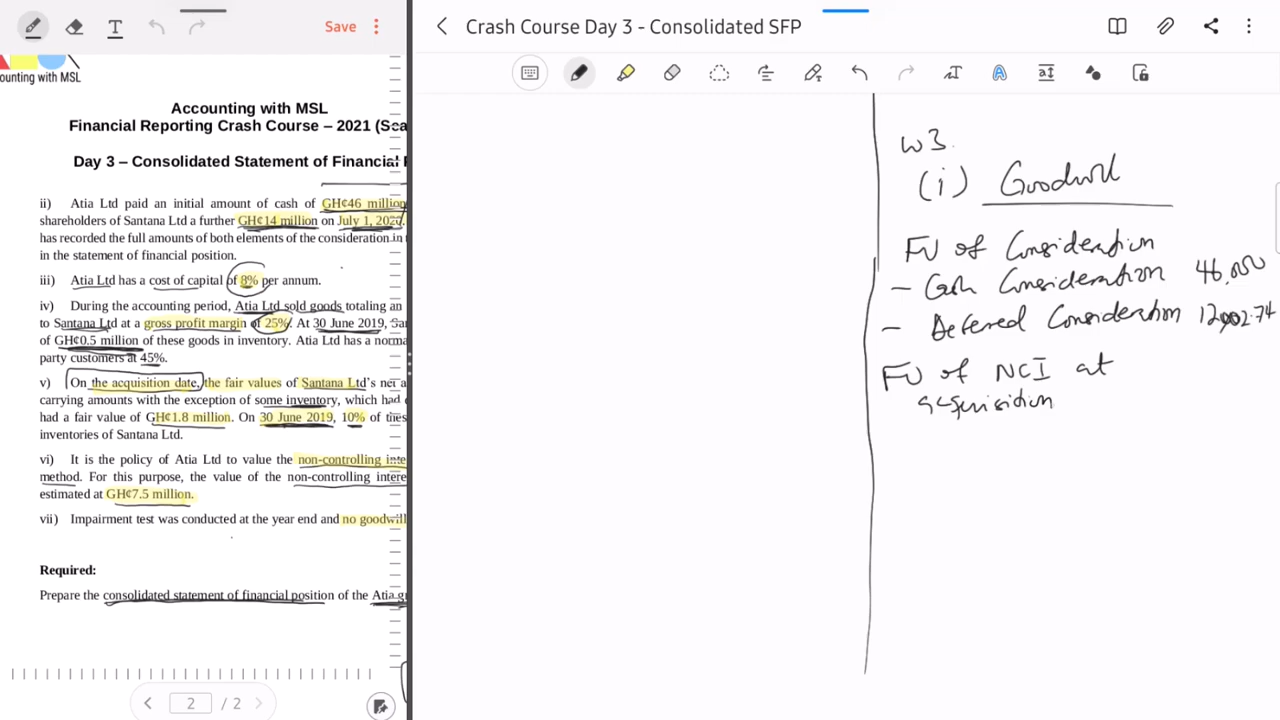 Save
ounting with MSL
Accounting with MSL
Financial Reporting Crash Course – 2021 (Sea
Day 3 – Consolidated Statement of Financial
ii) Atia Ltd paid an initial amount of cash of GH¢46 million
shareholders of Santana Ltd a further GH¢14 million on July 1, 2020.
has recorded the full amounts of both elements of the consideration in
in the statement of financial position.
iii) Atia Ltd has a cost of capital of 8% per annum.
iv) During the accounting period, Atia Ltd sold goods totaling an
to Santana Ltd at a gross profit margin of 25%. At 30 June 2019, Sa
of GH¢0.5 million of these goods in inventory. Atia Ltd has a norma
party customers at 45%.
v) On the acquisition date, the fair values of Santana Ltd's net a
carrying amounts with the exception of some inventory, which had
had a fair value of GH¢1.8 million. On 30 June 2019, 10% of thes
inventories of Santana Ltd.
vi) It is the policy of Atia Ltd to value the non-controlling inte
method. For this purpose, the value of the non-controlling intere
estimated at GH¢7.5 million.
vii) Impairment test was conducted at the year end and no goodwill
Required:
Prepare the consolidated statement of financial position of the Atia g
2 / 2
Crash Course Day 3 - Consolidated SFP
W3.
(i) Goodwill
FV of Consideration
– Cash Consideration 46,000
– Deferred Consideration 12,002.74
FV of NCI at
acquisition